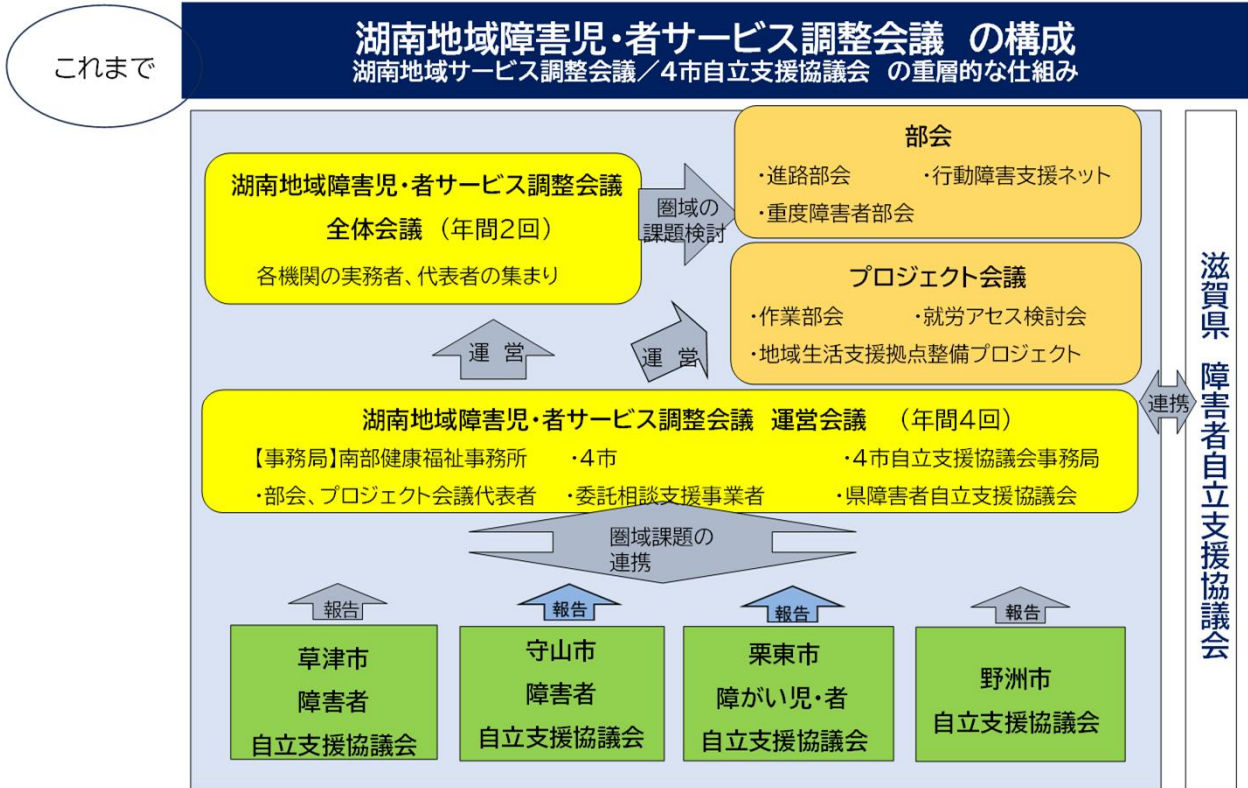 これまで
湖南地域障害児・者サービス調整会議 の構成
湖南地域サービス調整会議／4市自立支援協議会 の重層的な仕組み
湖南地域障害児・者サービス調整会議
全体会議 （年間2回）
各機関の実務者、代表者の集まり
圏域の
課題検討
部会
・進路部会 ・行動障害支援ネット
・重度障害者部会
プロジェクト会議
・作業部会 ・就労アセス検討会
・地域生活支援拠点整備プロジェクト
運 営
運 営
湖南地域障害児・者サービス調整会議 運営会議 （年間4回）
【事務局】南部健康福祉事務所 ・4市 ・4市自立支援協議会事務局
・部会、プロジェクト会議代表者 ・委託相談支援事業者 ・県障害者自立支援協議会
連携
滋賀県 障害者自立支援協議会
圏域課題の
連携
報告
報告
報告
報告
草津市
障害者
自立支援協議会
守山市
障害者
自立支援協議会
栗東市
障がい児・者
自立支援協議会
野洲市
自立支援協議会